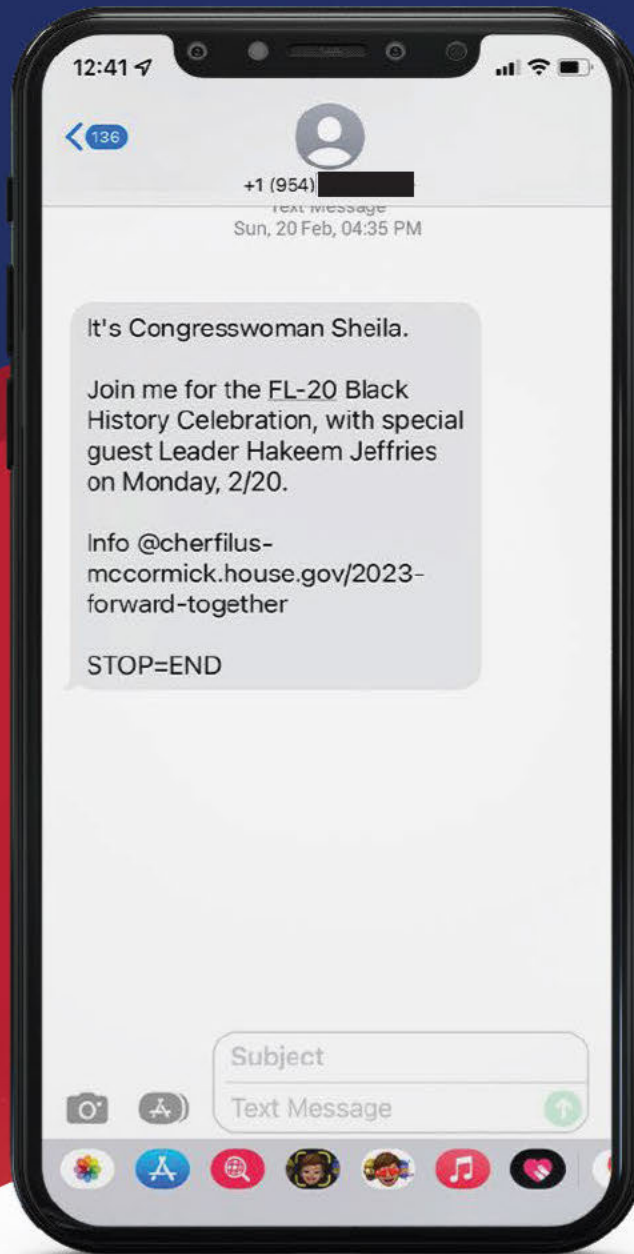 12:41
136
+1 (954)
Text Message
Sun, 20 Feb, 04:35 PM
It's Congresswoman Sheila.
Join me for the FL-20 Black
History Celebration, with special
guest Leader Hakeem Jeffries
on Monday, 2/20.
Info @cherfilus-
mccormick.house.gov/2023-
forward-together
STOP=END
Subject
Text Message